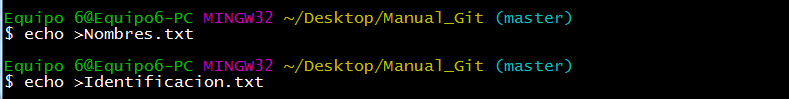 Equipo 6@Equipo6-PC MINGW32 ~/Desktop/Manual_Git (master)
$ echo >Nombres.txt
Equipo 6@Equipo6-PC MINGW32 ~/Desktop/Manual_Git (master)
$ echo >Identificacion.txt